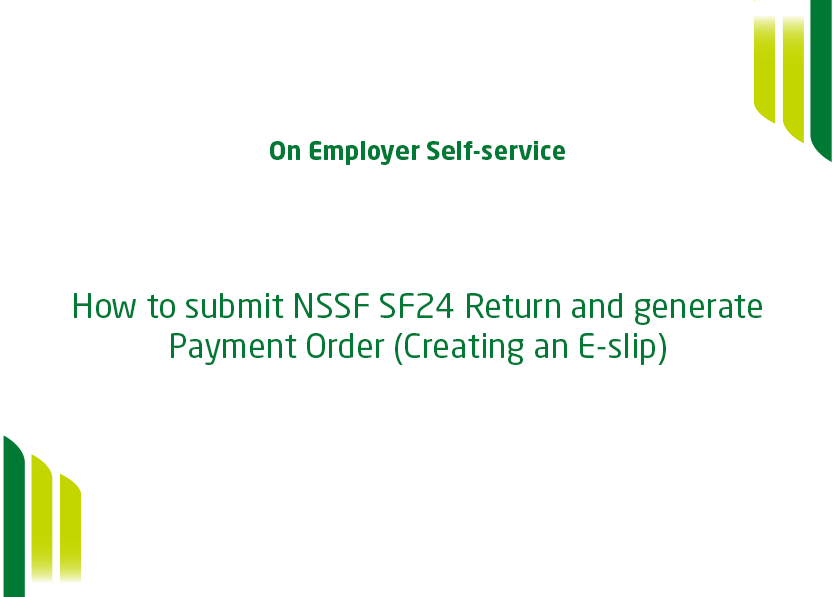 On Employer Self-service
How to submit NSSF SF24 Return and generate
Payment Order (Creating an E-slip)